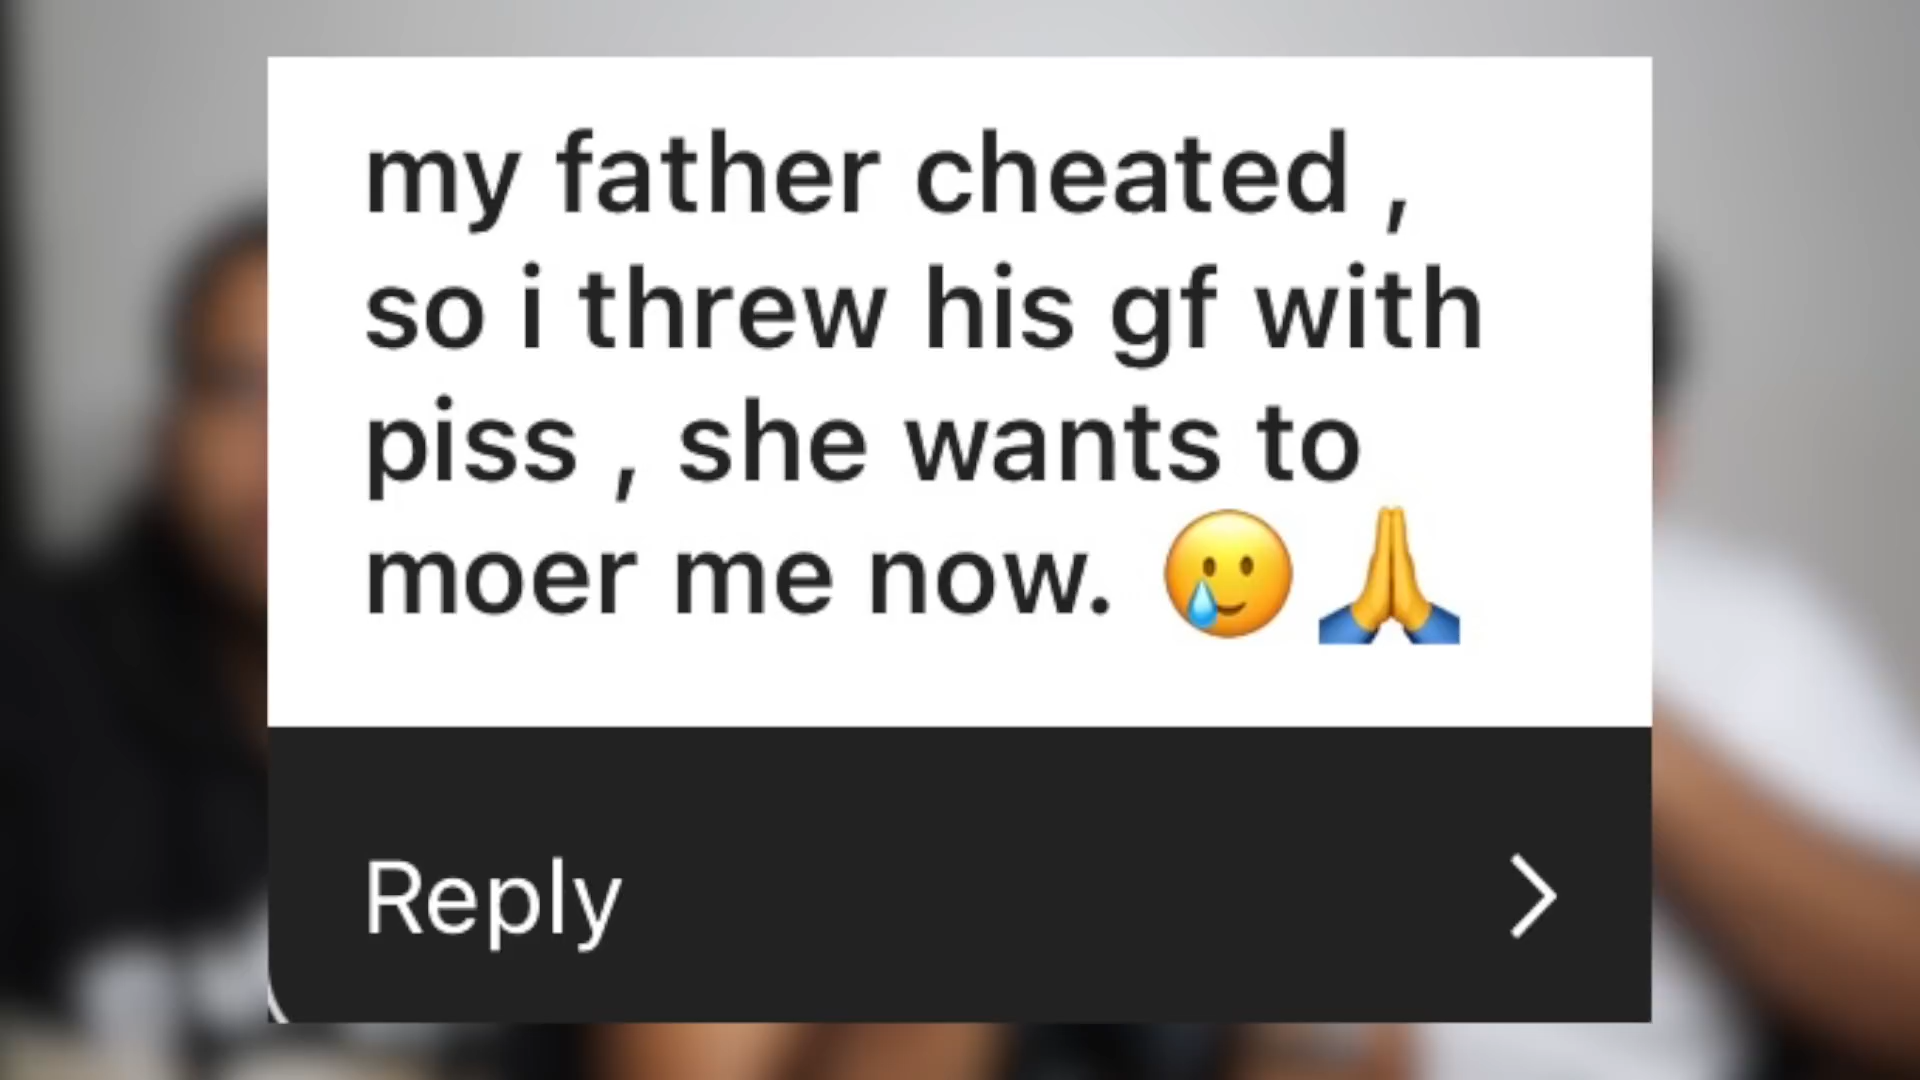 my father cheated ,
so i threw his gf with
piss , she wants to
moer me now. 🥲🙏
Reply